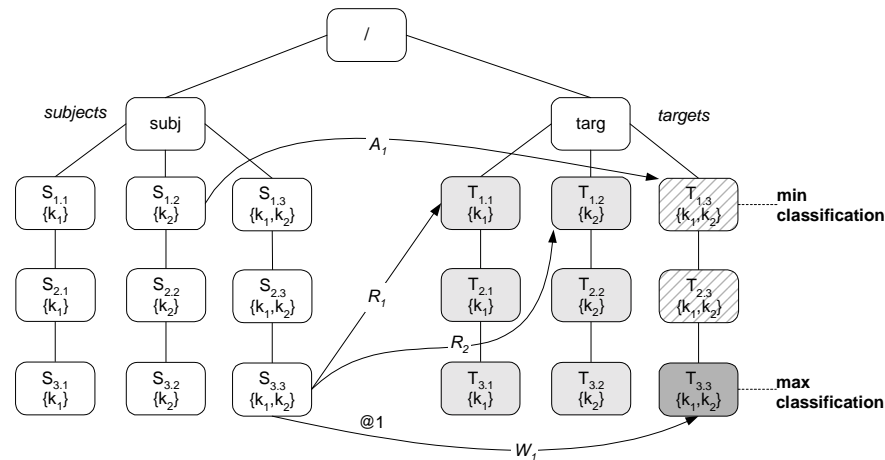 /
subjects
subj
targ
targets
A₁
S₁.₁
{k₁}
S₁.₂
{k₂}
S₁.₃
{k₁,k₂}
T₁.₁
{k₁}
T₁.₂
{k₂}
T₁.₃
{k₁,k₂}
min
classification
S₂.₁
{k₁}
S₂.₂
{k₂}
S₂.₃
{k₁,k₂}
R₁
T₂.₁
{k₁}
T₂.₂
{k₂}
T₂.₃
{k₁,k₂}
R₂
S₃.₁
{k₁}
S₃.₂
{k₂}
S₃.₃
{k₁,k₂}
T₃.₁
{k₁}
T₃.₂
{k₂}
T₃.₃
{k₁,k₂}
max
classification
@1
W₁